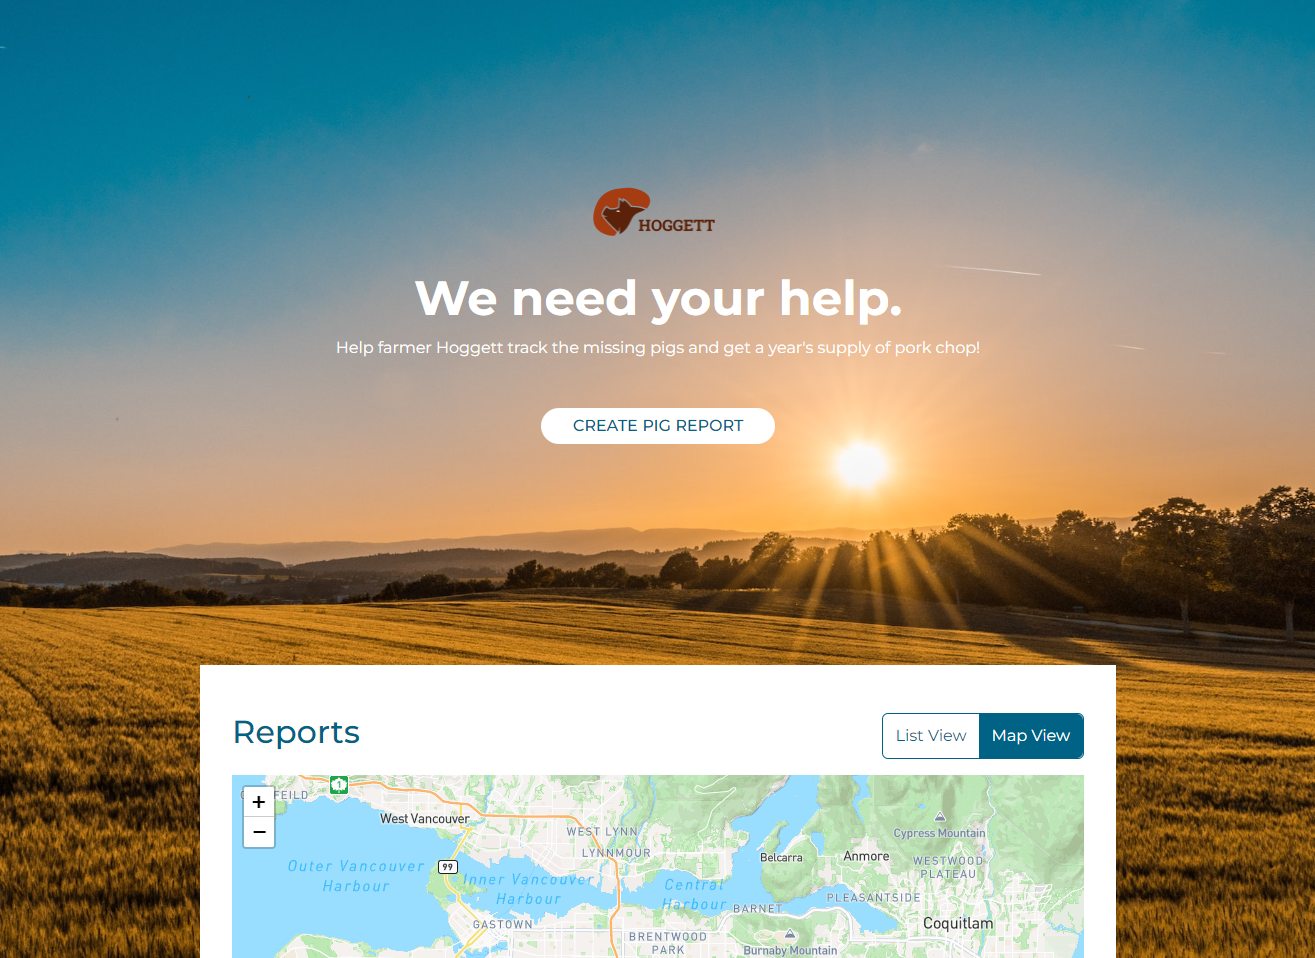 HOGGETT
We need your help.
Help farmer Hoggett track the missing pigs and get a year's supply of pork chop!
CREATE PIG REPORT
Reports
List View
Map View
+
−
1
West Vancouver
WEST LYNN
LYNNMOUR
Cypress Mountain
Belcarra
Anmore
WESTWOOD
PLATEAU
Outer Vancouver
Harbour
99
Inner Vancouver
Harbour
Central
Harbour
BARNET
PLEASANTSIDE
GASTOWN
BRENTWOOD
PARK
Burnaby Mountain
Coquitlam